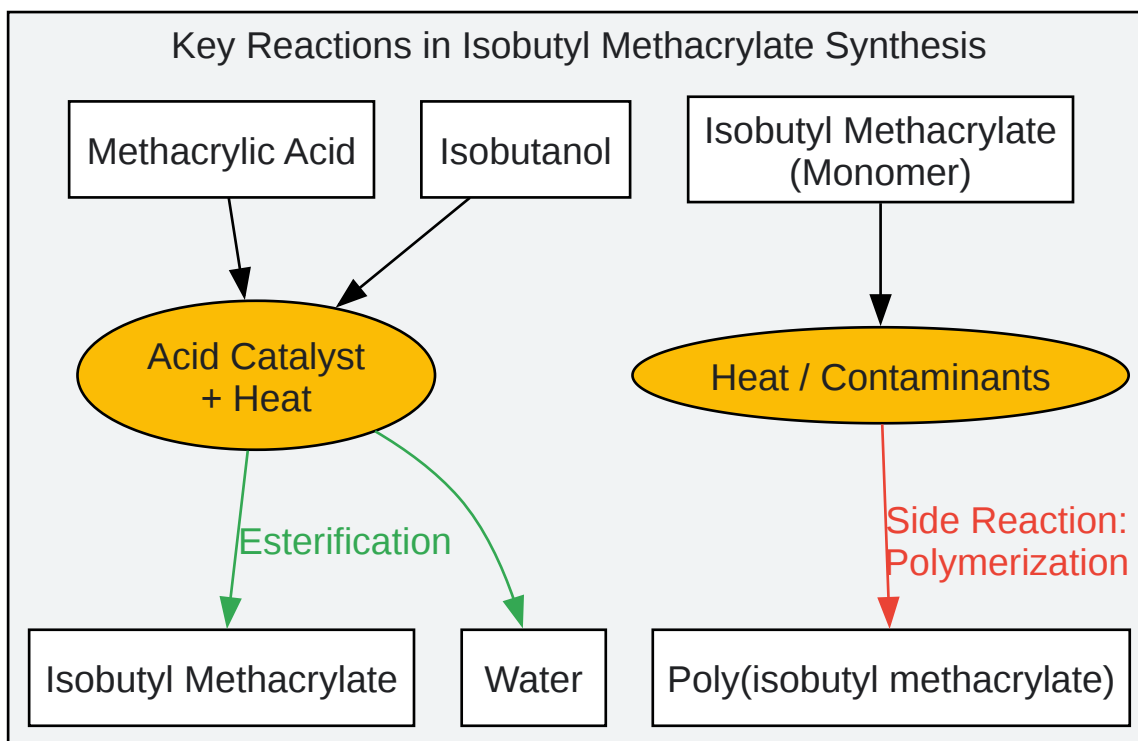 Key Reactions in Isobutyl Methacrylate Synthesis
Methacrylic Acid
Isobutanol
Isobutyl Methacrylate
(Monomer)
Acid Catalyst
+ Heat
Heat / Contaminants
Esterification
Side Reaction:
Polymerization
Isobutyl Methacrylate
Water
Poly(isobutyl methacrylate)